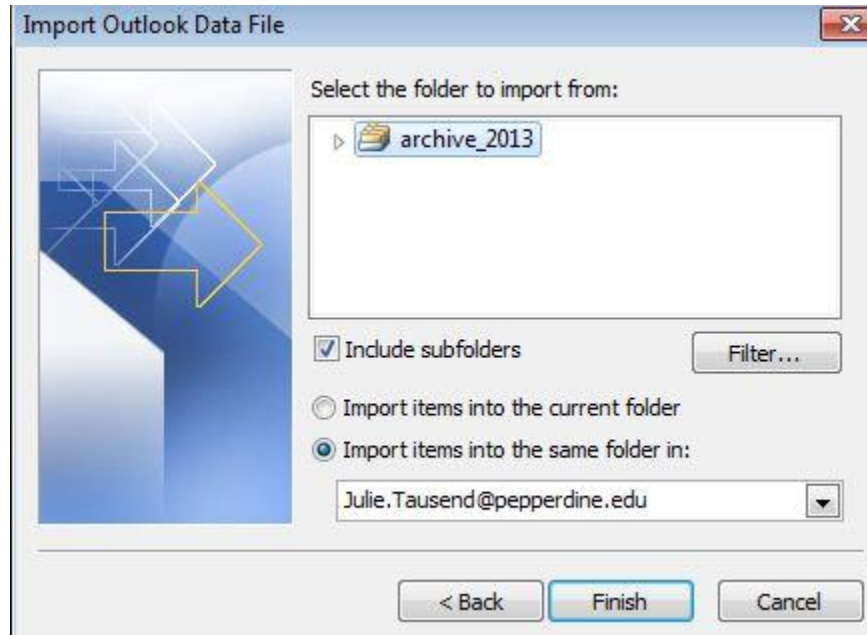 Import Outlook Data File
Select the folder to import from:
archive_2013
Include subfolders
Filter...
Import items into the current folder
Import items into the same folder in:
Julie.Tausend@pepperdine.edu
< Back Finish Cancel